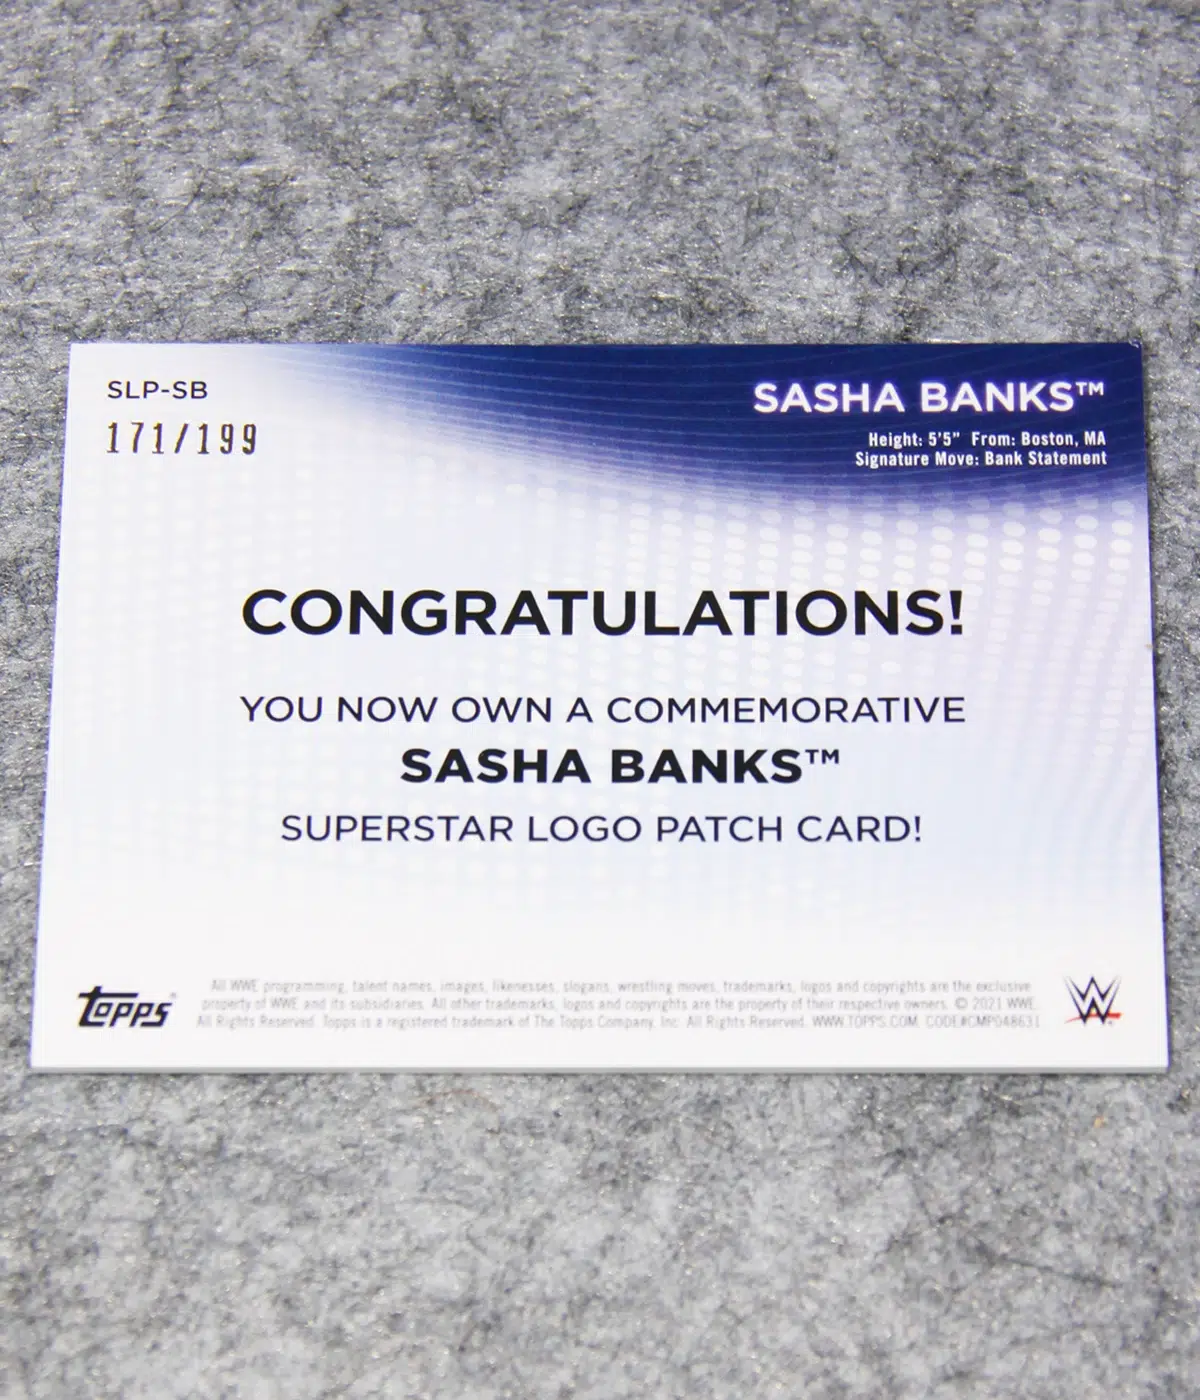 SLP-SB
171/199
SASHA BANKS™
Height: 5'5" From: Boston, MA
Signature Move: Bank Statement
CONGRATULATIONS!
YOU NOW OWN A COMMEMORATIVE
SASHA BANKS™
SUPERSTAR LOGO PATCH CARD!
Topps®
All WWE programming, talent names, images, likenesses, slogans, wrestling moves, trademarks, logos and copyrights are the exclusive
property of WWE and its subsidiaries. All other trademarks, logos and copyrights are the property of their respective owners. © 2021 WWE.
All Rights Reserved. Topps is a registered trademark of The Topps Company, Inc. All Rights Reserved. WWW.TOPPS.COM. CODE#CMP048631
W